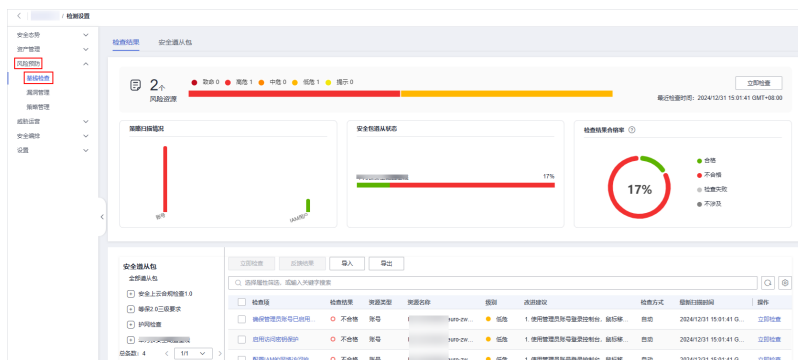 / 检测设置
安全态势
资产管理
风险预防
基线检查
漏洞管理
策略管理
威胁运营
安全编排
设置
检查结果 安全遵从包
2个
风险资源
致命 0 高危 1 中危 0 低危 1 提示 0
立即检查
最近检查时间: 2024/12/31 15:01:41 GMT+08:00
策略扫描情况
账号
IAM用户
安全包遵从状态
17%
检查结果合格率
17%
合格
不合格
检查失败
不涉及
安全遵从包
全部遵从包
安全上云合规检查1.0
等保2.0三级要求
护网检查
总条数: 4 1/1
立即检查 反馈结果 导入 导出
选择属性筛选, 或输入关键字搜索
检查项 检查结果 资源类型 资源名称 级别 改进建议 检查方式 最新扫描时间 操作
确保管理员账号已启用... 不合格 账号 euro-zw... 低危 1. 使用管理员账号登录控制台, 鼠标移... 自动 2024/12/31 15:01:41 G... 立即检查
启用访问密钥保护 不合格 账号 euro-zw... 低危 1. 使用管理员账号登录控制台, 鼠标移... 自动 2024/12/31 15:01:41 G... 立即检查